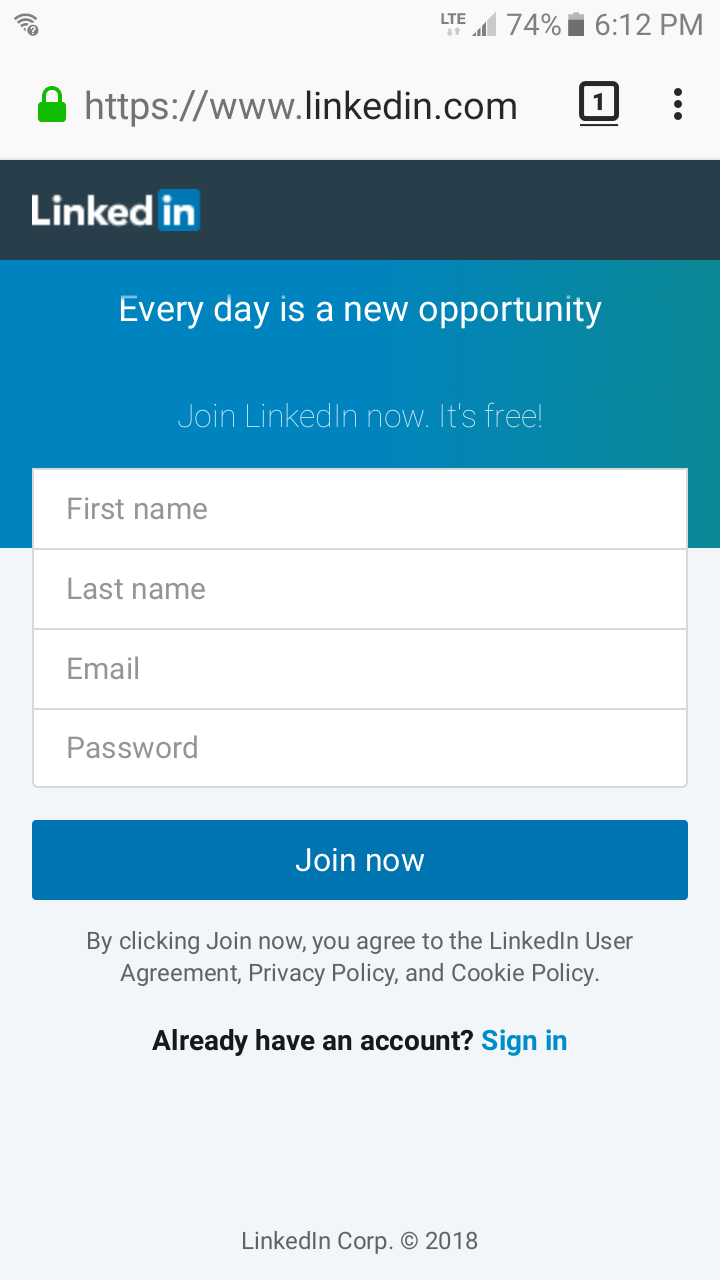 LTE 74% 6:12 PM
https://www.linkedin.com 1
Linked in
Every day is a new opportunity
Join LinkedIn now. It's free!
First name
Last name
Email
Password
Join now
By clicking Join now, you agree to the LinkedIn User
Agreement, Privacy Policy, and Cookie Policy.
Already have an account? Sign in
LinkedIn Corp. © 2018